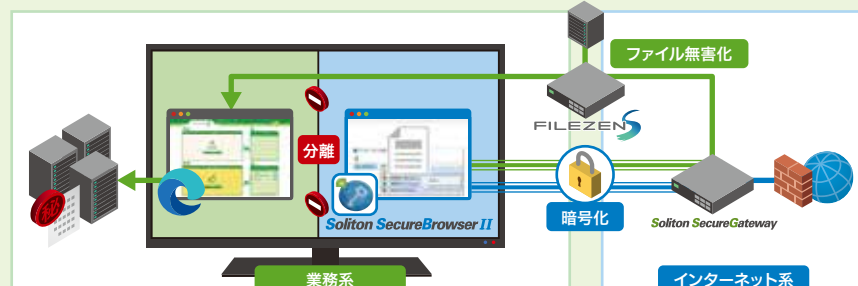 ファイル無害化
FILEZEN S
分離
㊙
暗号化
Soliton SecureBrowser II
Soliton SecureGateway
業務系
インターネット系